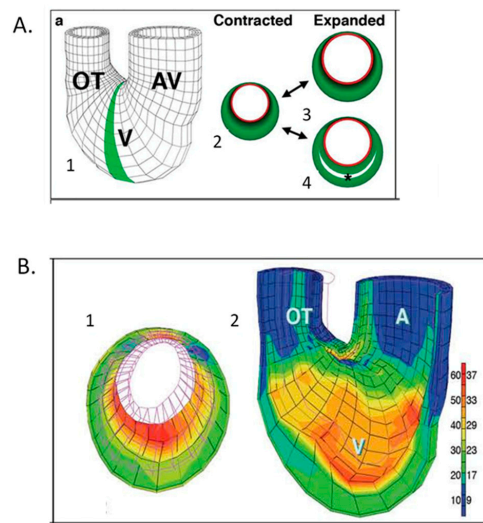 A.
a
Contracted
Expanded
OT
AV
V
1
2
3
4
*
B.
1
2
OT
A
V
60 37
50 33
40 29
30 23
20 17
10 9